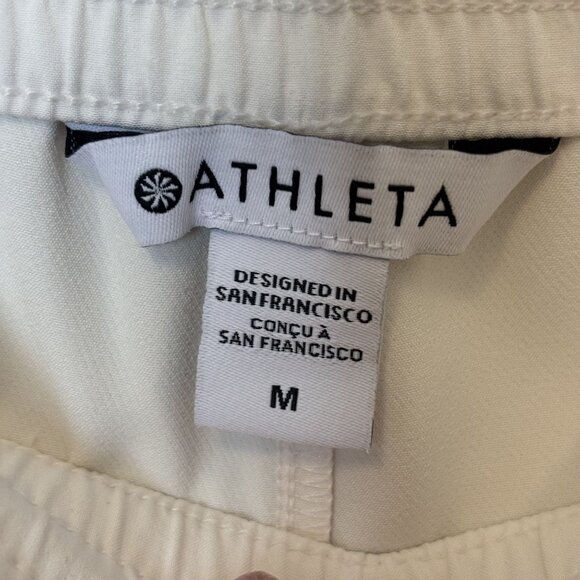 ATHLETA
DESIGNED IN
SAN FRANCISCO
CONÇU À
SAN FRANCISCO
M